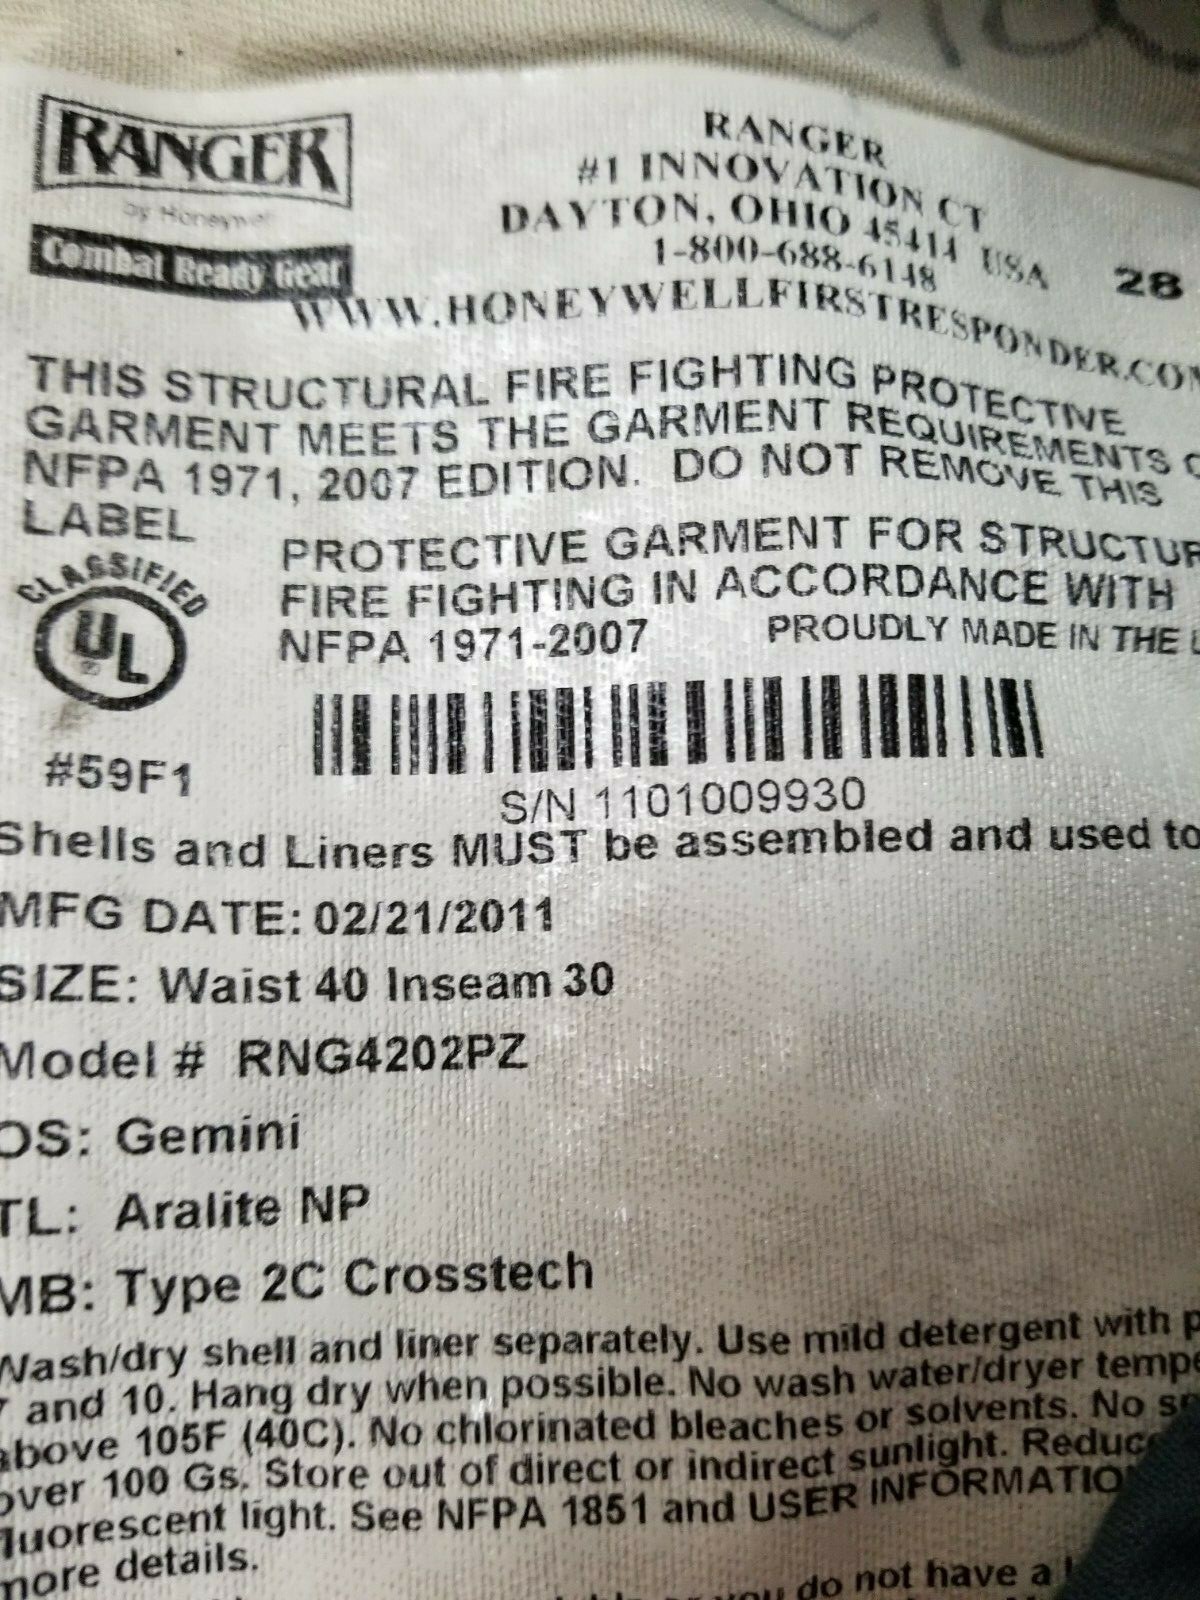 RANGER
by Honeywell
Combat Ready Gear
RANGER
#1 INNOVATION CT
DAYTON, OHIO 45414 USA
1-800-688-6148
28
WWW.HONEYWELLFIRSTRESPONDER.COM
THIS STRUCTURAL FIRE FIGHTING PROTECTIVE
GARMENT MEETS THE GARMENT REQUIREMENTS
NFPA 1971, 2007 EDITION. DO NOT REMOVE THIS
LABEL
CLASSIFIED
UL
®
#59F1
PROTECTIVE GARMENT FOR STRUCTUR
FIRE FIGHTING IN ACCORDANCE WITH
NFPA 1971-2007 PROUDLY MADE IN THE
S/N 1101009930
Shells and Liners MUST be assembled and used to
MFG DATE: 02/21/2011
SIZE: Waist 40 Inseam 30
Model # RNG4202PZ
OS: Gemini
TL: Aralite NP
MB: Type 2C Crosstech
Wash/dry shell and liner separately. Use mild detergent with p
and 10. Hang dry when possible. No wash water/dryer tempe
above 105F (40C). No chlorinated bleaches or solvents. No se
over 100 Gs. Store out of direct or indirect sunlight. Reduc
fluorescent light. See NFPA 1851 and USER INFORMATIO
more details.
you do not have a